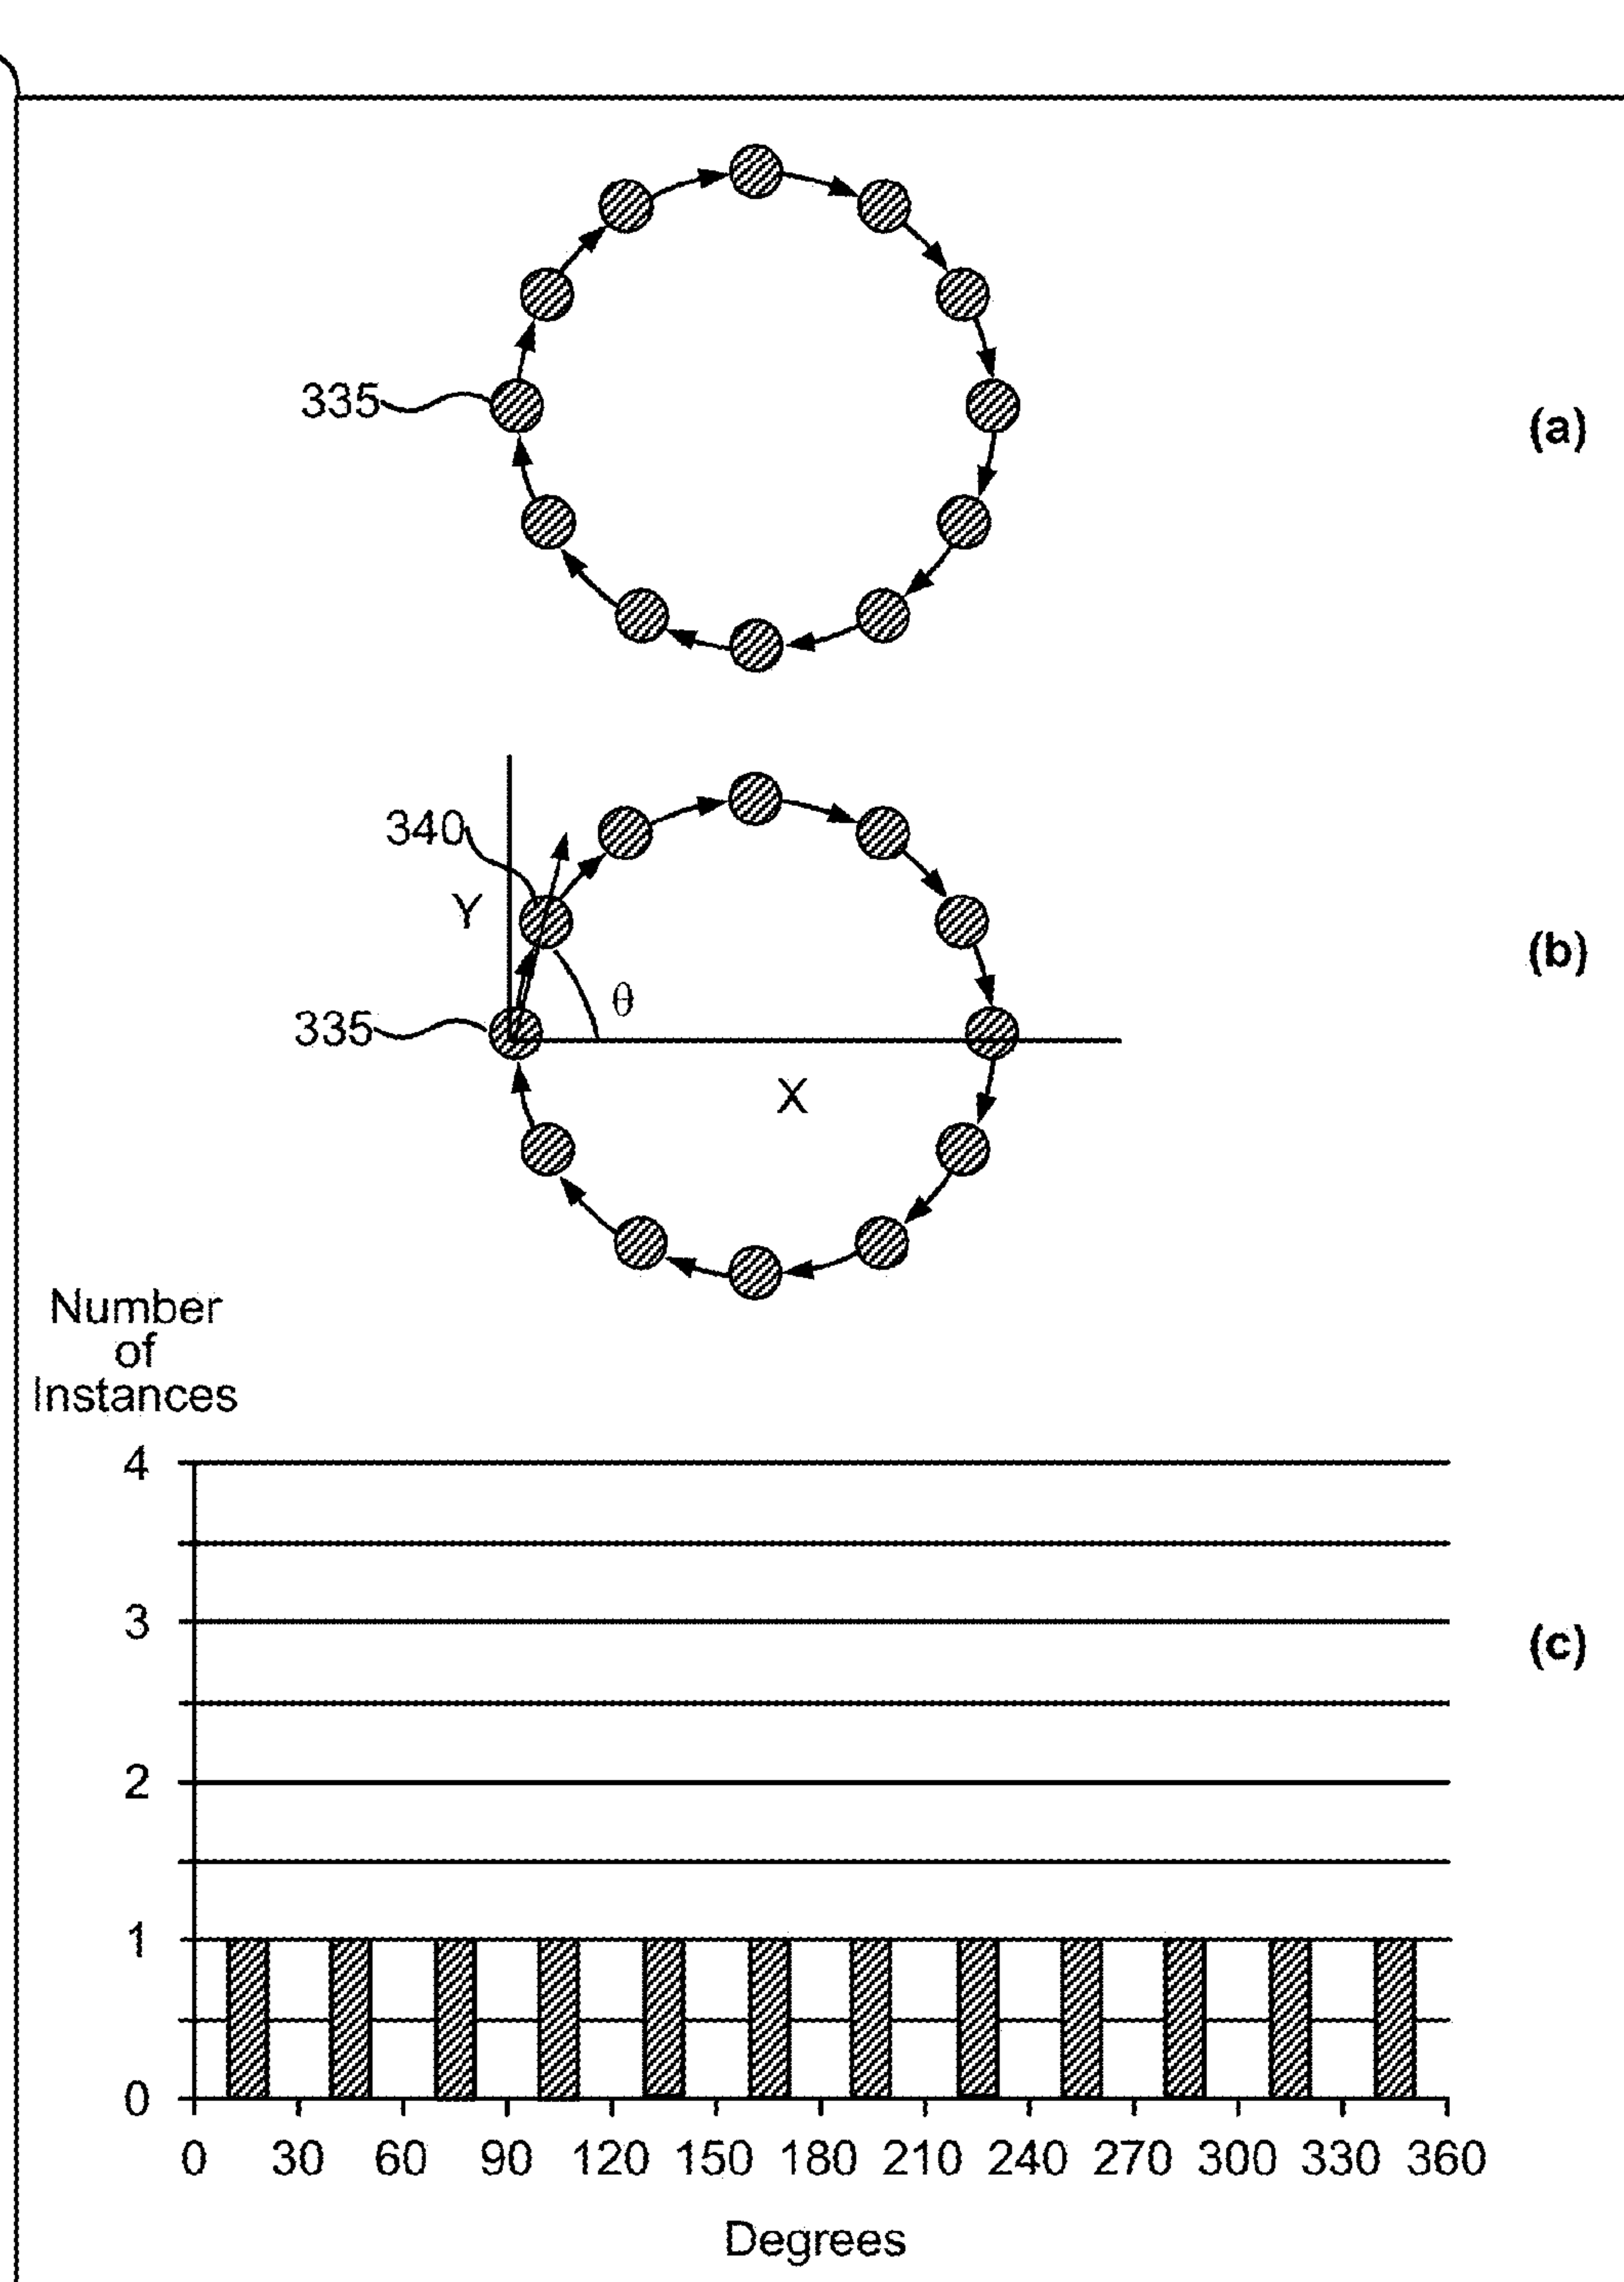 335
(a)
340
Y
θ
335
X
(b)
Number
of
Instances
4
3
2
1
0
(c)
0 30 60 90 120 150 180 210 240 270 300 330 360
Degrees